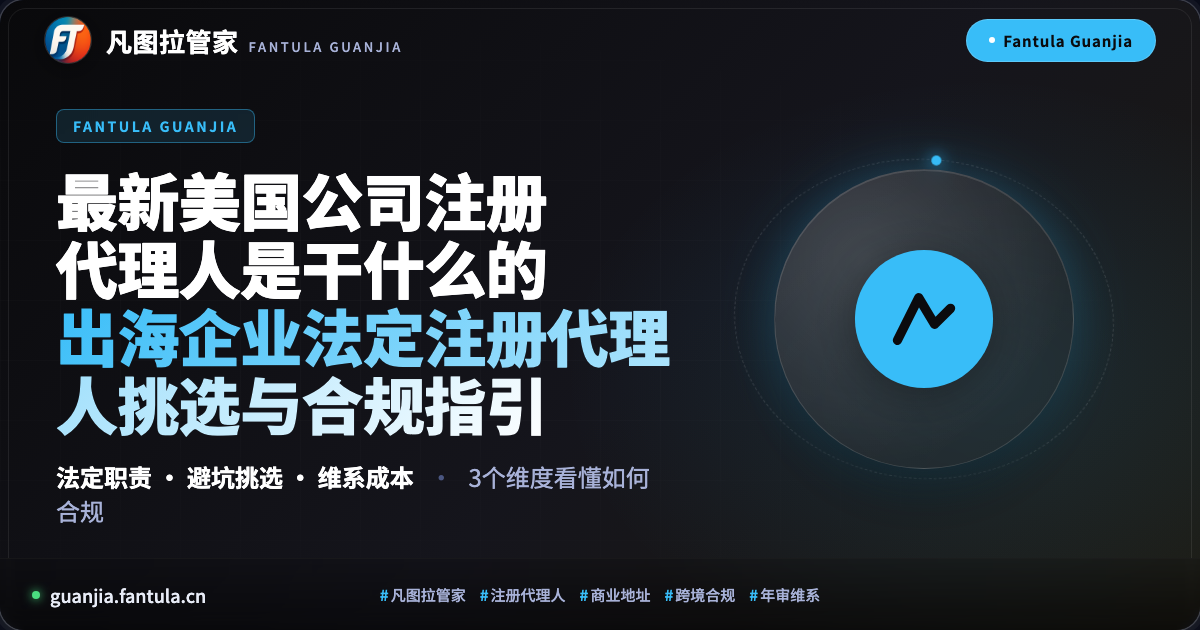 FT 凡图拉管家 FANTULA GUANJIA
Fantula Guanjia
FANTULA GUANJIA
最新美国公司注册
代理人是干什么的
出海企业法定注册代理
人挑选与合规指引
法定职责 · 避坑挑选 · 维系成本 · 3个维度看懂如何
合规
guanjia.fantula.cn
#凡图拉管家 #注册代理人 #商业地址 #跨境合规 #年审维系